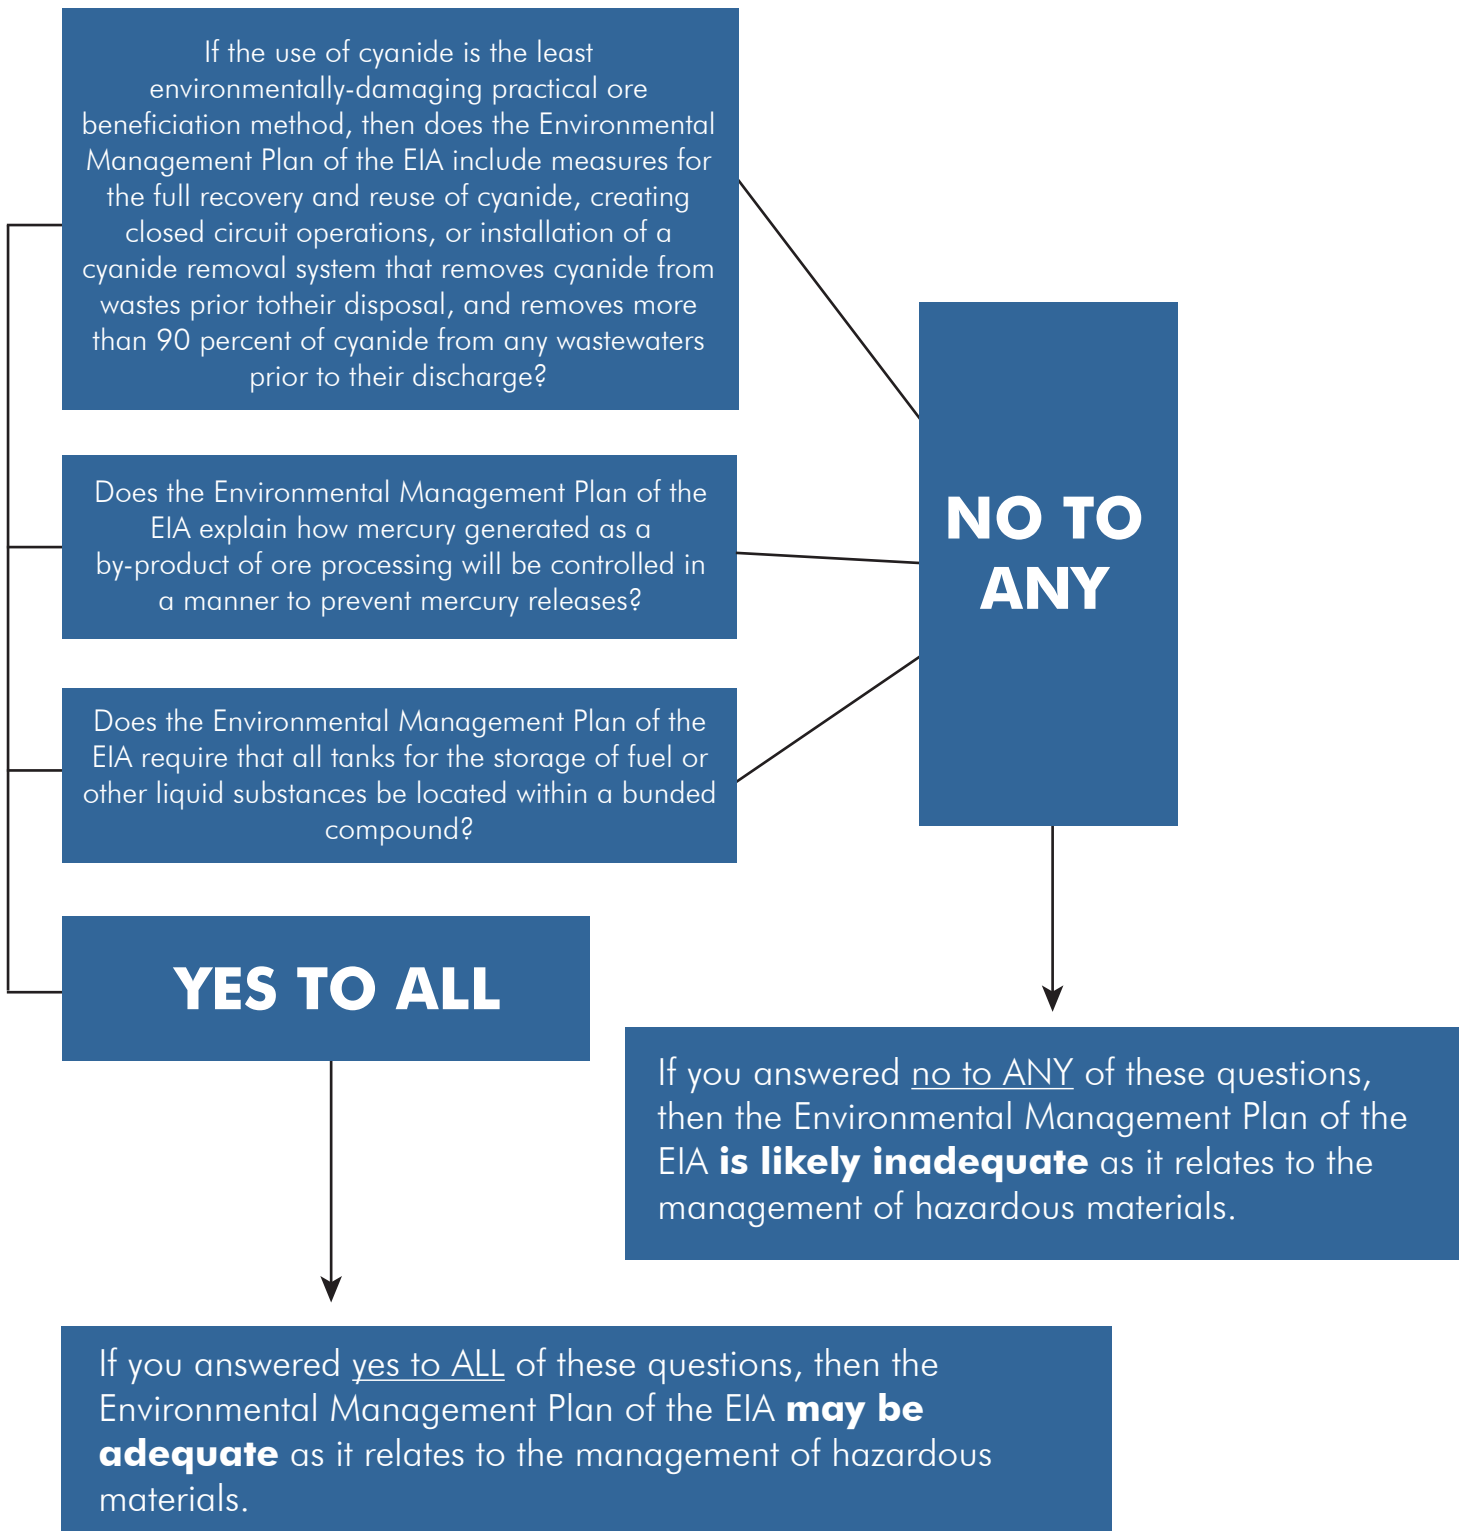 If the use of cyanide is the least
environmentally-damaging practical ore
beneficiation method, then does the Environmental
Management Plan of the EIA include measures for
the full recovery and reuse of cyanide, creating
closed circuit operations, or installation of a
cyanide removal system that removes cyanide from
wastes prior totheir disposal, and removes more
than 90 percent of cyanide from any wastewaters
prior to their discharge?
Does the Environmental Management Plan of the
EIA explain how mercury generated as a
by-product of ore processing will be controlled in
a manner to prevent mercury releases?
Does the Environmental Management Plan of the
EIA require that all tanks for the storage of fuel or
other liquid substances be located within a bunded
compound?
NO TO
ANY
YES TO ALL
If you answered no to ANY of these questions,
then the Environmental Management Plan of the
EIA is likely inadequate as it relates to the
management of hazardous materials.
If you answered yes to ALL of these questions, then the
Environmental Management Plan of the EIA may be
adequate as it relates to the management of hazardous
materials.